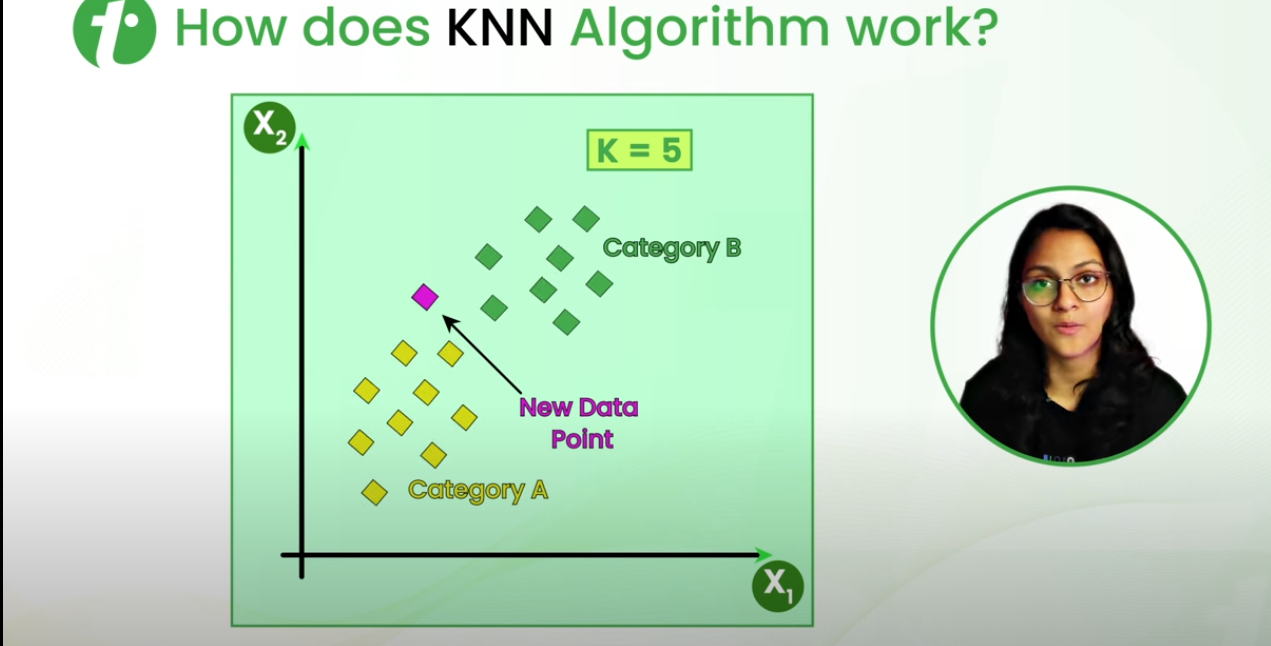 How does KNN Algorithm work?
X₂
K = 5
Category B
New Data
Point
Category A
X₁